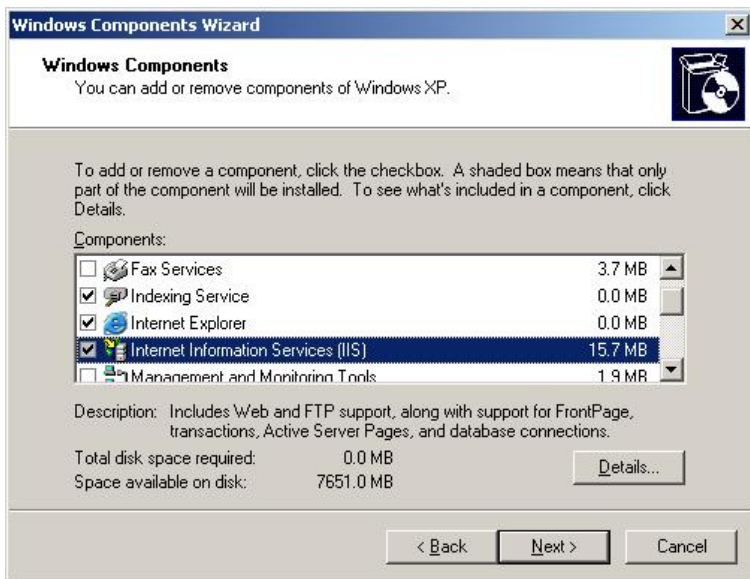 Windows Components Wizard
Windows Components
You can add or remove components of Windows XP.
To add or remove a component, click the checkbox. A shaded box means that only
part of the component will be installed. To see what's included in a component, click
Details.
Components:
Fax Services 3.7 MB
Indexing Service 0.0 MB
Internet Explorer 0.0 MB
Internet Information Services (IIS) 15.7 MB
Management and Monitoring Tools 1.9 MB
Description: Includes Web and FTP support, along with support for FrontPage,
transactions, Active Server Pages, and database connections.
Total disk space required: 0.0 MB
Space available on disk: 7651.0 MB
Details...
< Back Next > Cancel